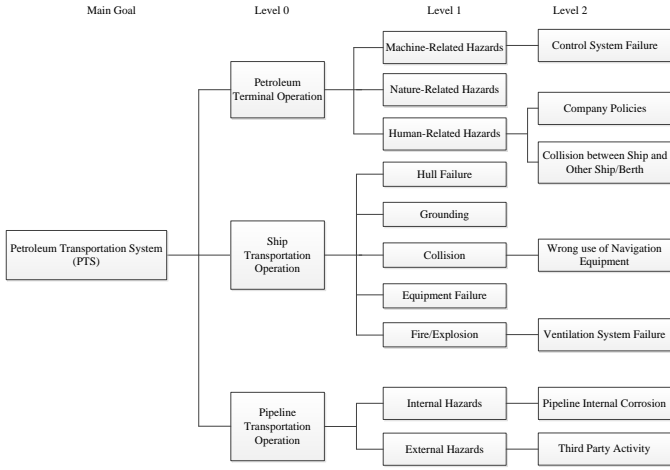 Main Goal
Level 0
Level 1
Level 2
Petroleum Transportation System
(PTS)
Petroleum
Terminal Operation
Machine-Related Hazards
Control System Failure
Nature-Related Hazards
Human-Related Hazards
Company Policies
Collision between Ship and
Other Ship/Berth
Ship
Transportation
Operation
Hull Failure
Grounding
Collision
Wrong use of Navigation
Equipment
Equipment Failure
Fire/Explosion
Ventilation System Failure
Pipeline
Transportation
Operation
Internal Hazards
Pipeline Internal Corrosion
External Hazards
Third Party Activity